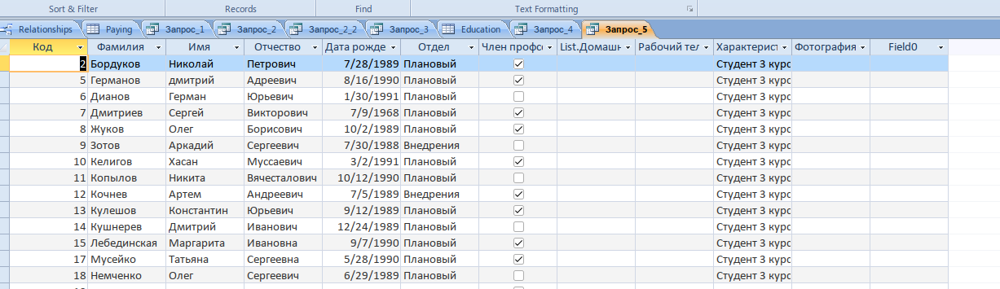 Sort & Filter Records Find Text Formatting
Relationships Paying Запрос_1 Запрос_2 Запрос_2_2 Запрос_3 Education Запрос_4 Запрос_5
Код Фамилия Имя Отчество Дата рожде Отдел Член профсо List.Домашн Рабочий тел Характерист Фотография Field0
2 Бордуков Николай Петрович 7/28/1989 Плановый Студент 3 курс
5 Германов дмитрий Адреевич 8/16/1990 Плановый Студент 3 курс
6 Дианов Герман Юрьевич 1/30/1991 Плановый Студент 3 курс
7 Дмитриев Сергей Викторович 7/9/1968 Плановый Студент 3 курс
8 Жуков Олег Борисович 10/2/1989 Плановый Студент 3 курс
9 Зотов Аркадий Сергеевич 7/30/1988 Внедрения Студент 3 курс
10 Келигов Хасан Муссаевич 3/2/1991 Плановый Студент 3 курс
11 Копылов Никита Вячесталович 10/12/1990 Плановый Студент 3 курс
12 Кочнев Артем Андреевич 7/5/1989 Внедрения Студент 3 курс
13 Кулешов Константин Юрьевич 9/12/1989 Плановый Студент 3 курс
14 Кушнерев Дмитрий Иванович 12/24/1989 Плановый Студент 3 курс
15 Лебединская Маргарита Ивановна 9/7/1990 Плановый Студент 3 курс
17 Мусейко Татьяна Сергеевна 5/28/1990 Плановый Студент 3 курс
18 Немченко Олег Сергеевич 6/29/1989 Плановый Студент 3 курс